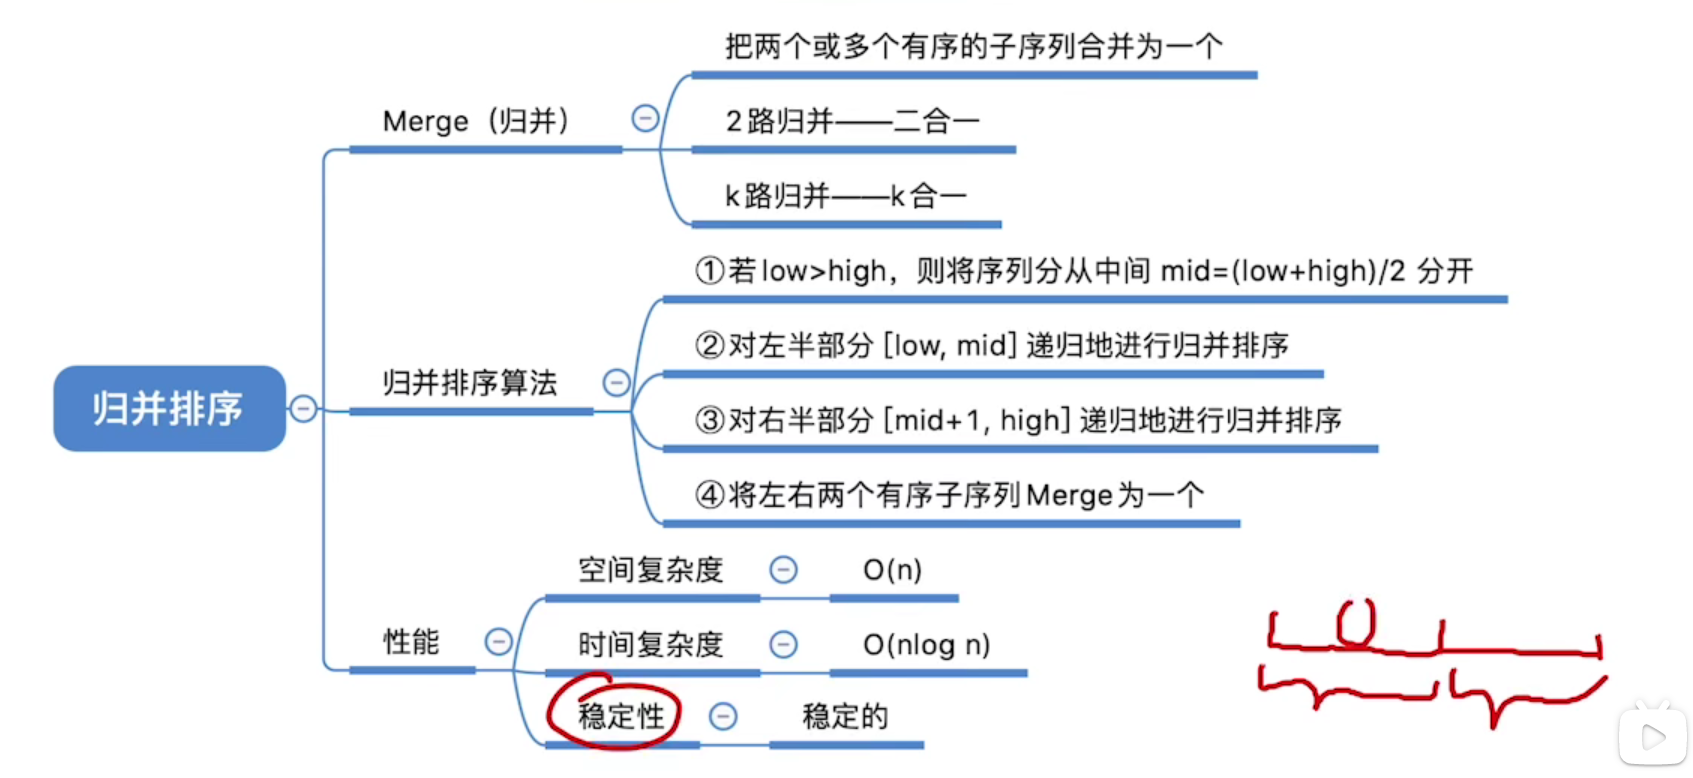 归并排序
Merge（归并）
把两个或多个有序的子序列合并为一个
2路归并——二合一
k路归并——k合一
归并排序算法
①若low>high，则将序列分从中间 mid=(low+high)/2 分开
②对左半部分 [low, mid] 递归地进行归并排序
③对右半部分 [mid+1, high] 递归地进行归并排序
④将左右两个有序子序列Merge为一个
性能
空间复杂度 O(n)
时间复杂度 O(nlog n)
稳定性 稳定的